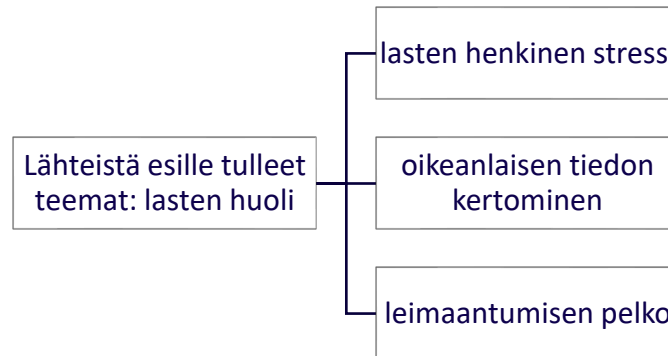 lasten henkinen stress
Lähteistä esille tulleet
teemat: lasten huoli
oikeanlaisen tiedon
kertominen
leimaantumisen pelko